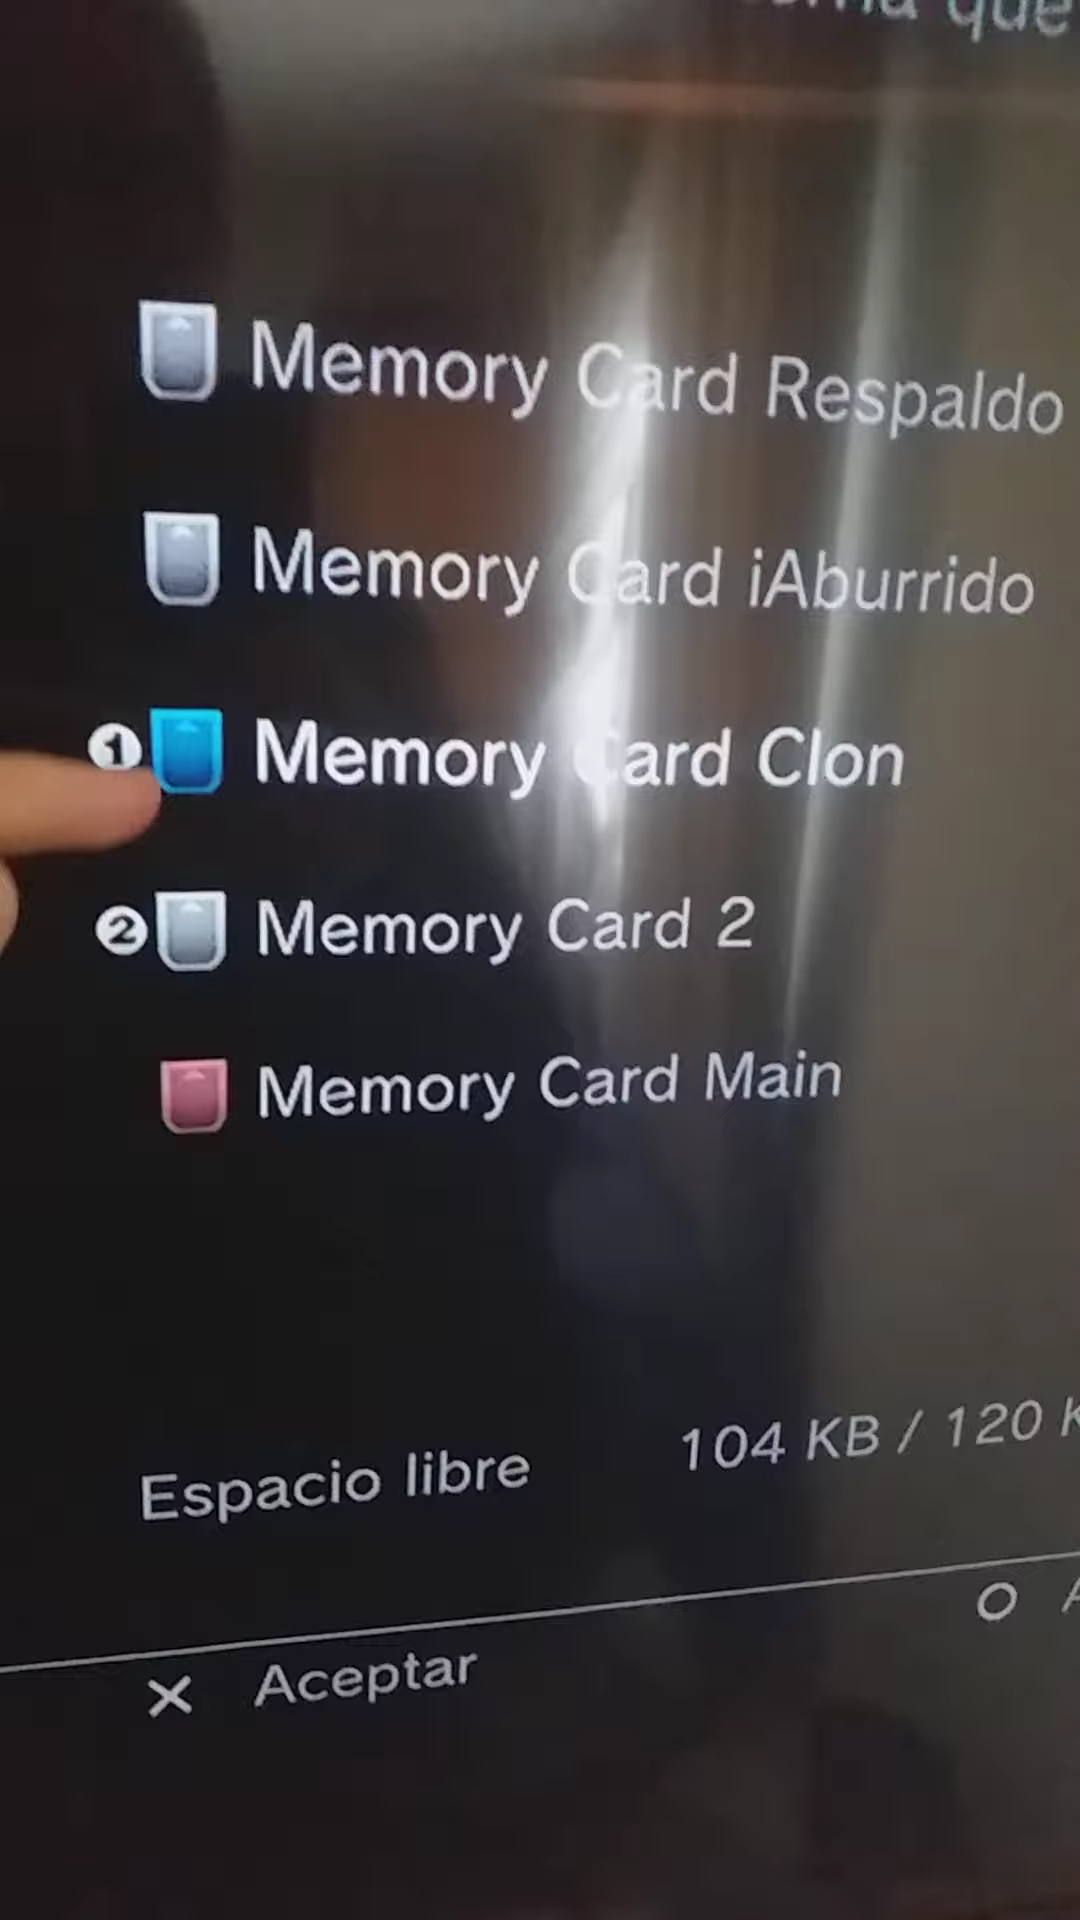 que
Memory Card Respaldo
Memory Card iAburrido
1 Memory Card Clon
2 Memory Card 2
Memory Card Main
Espacio libre 104 KB / 120 K
O A
X Aceptar